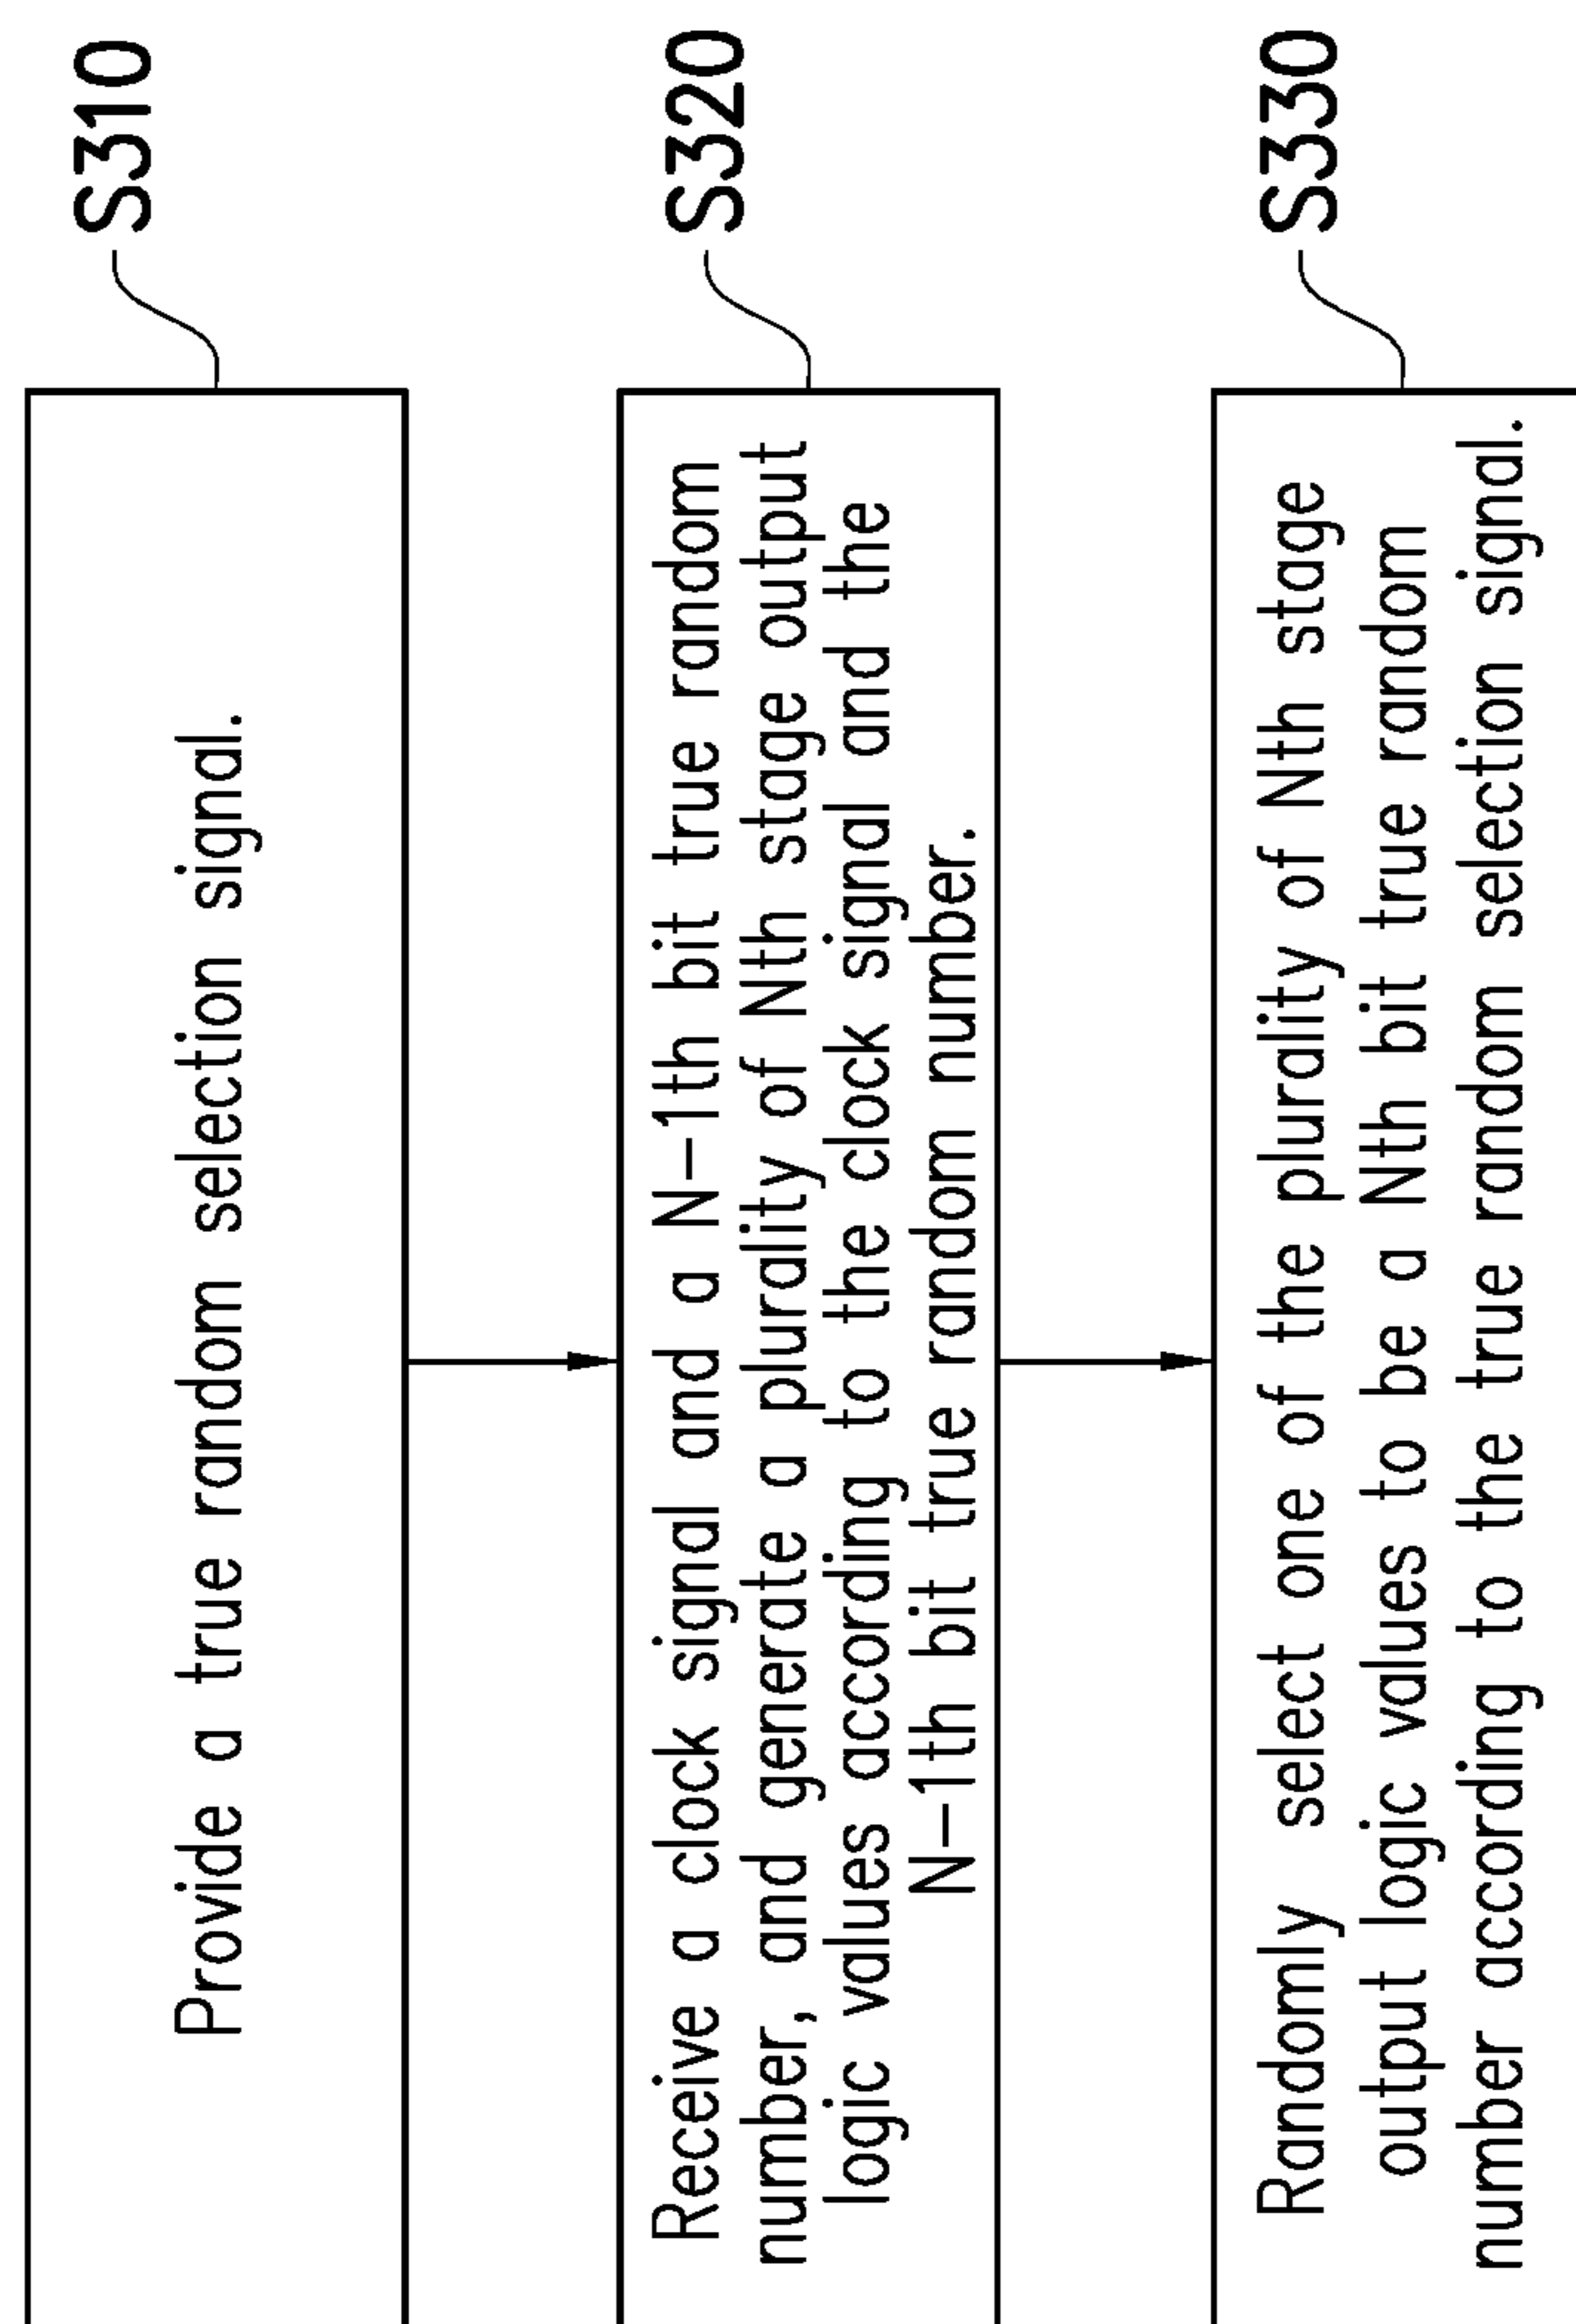 Provide a true random selection signal.
S310
Receive a clock signal and a N-1th bit true random
number, and generate a plurality of Nth stage output
logic values according to the clock signal and the
N-1th bit true random number.
S320
Randomly select one of the plurality of Nth stage
output logic values to be a Nth bit true random
number according to the true random selection signal.
S330